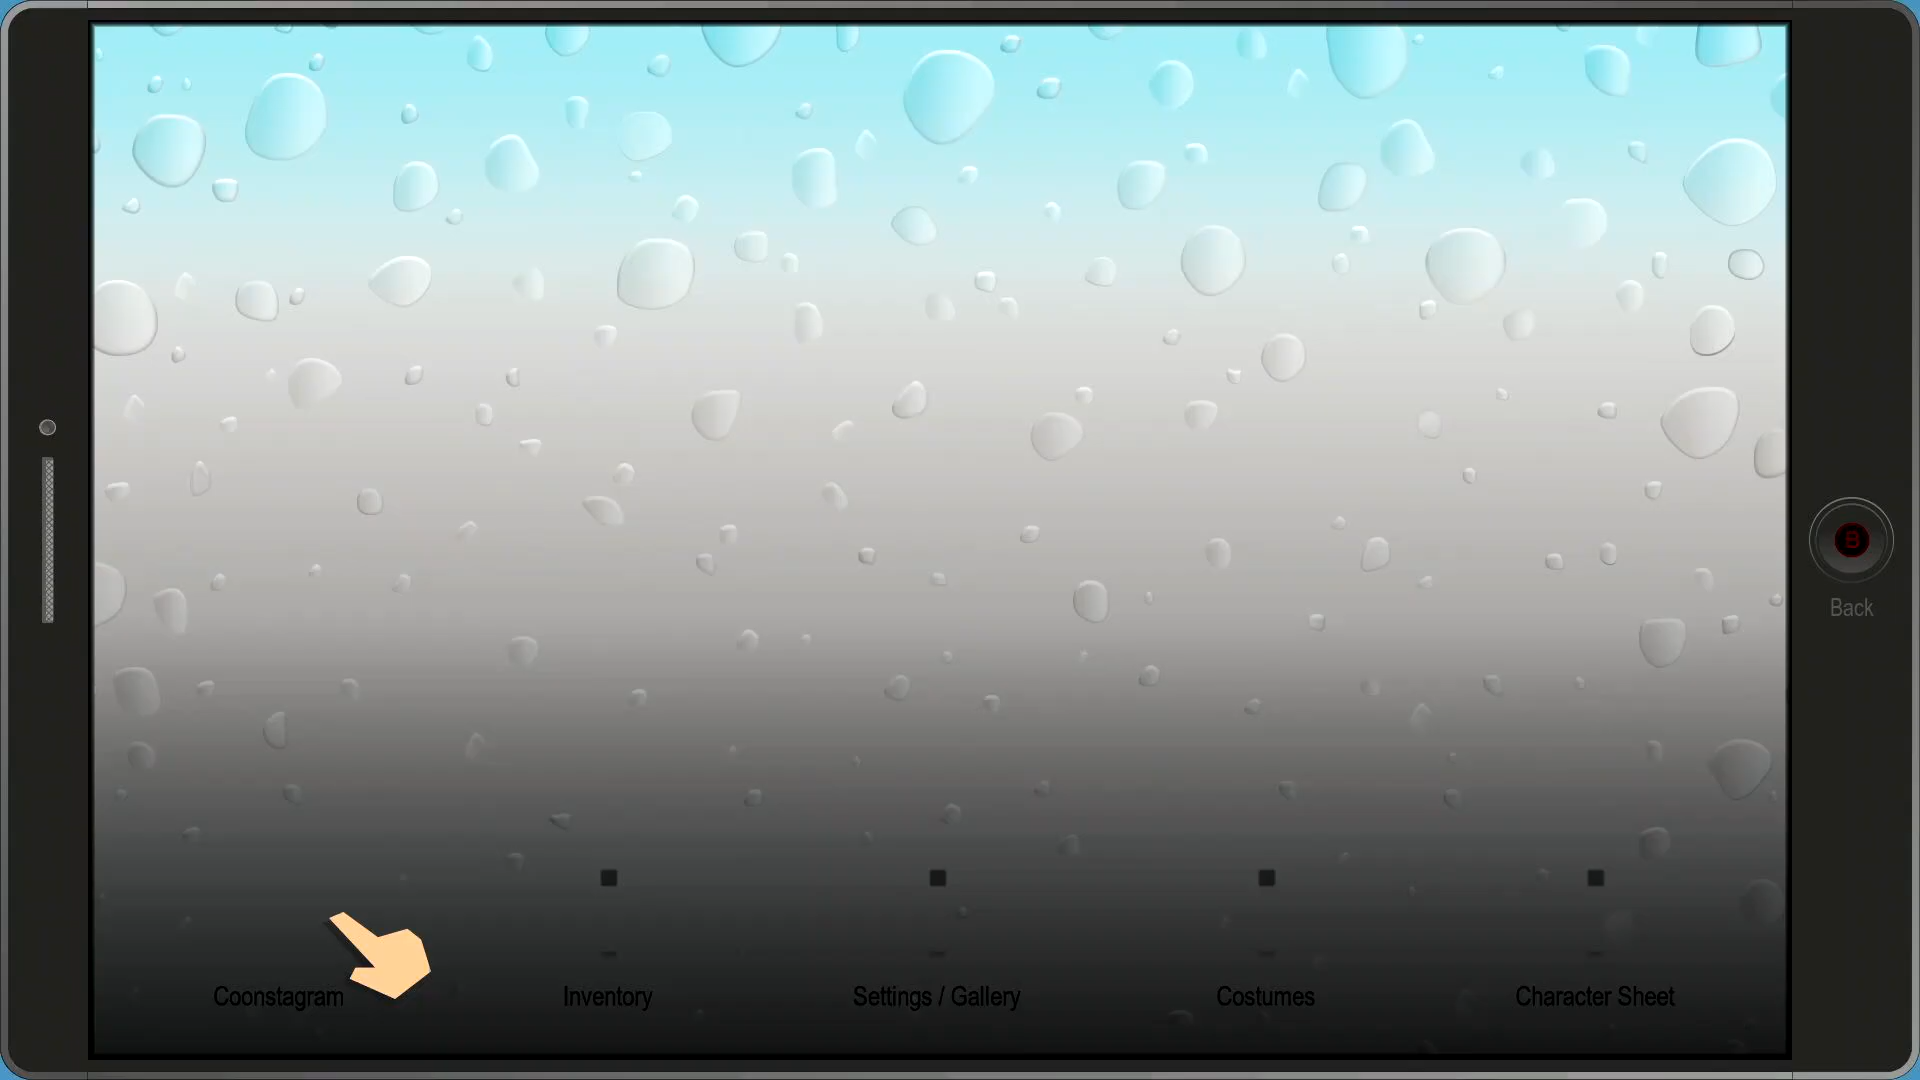 B
Back
Coonstagram
Inventory
Settings / Gallery
Costumes
Character Sheet